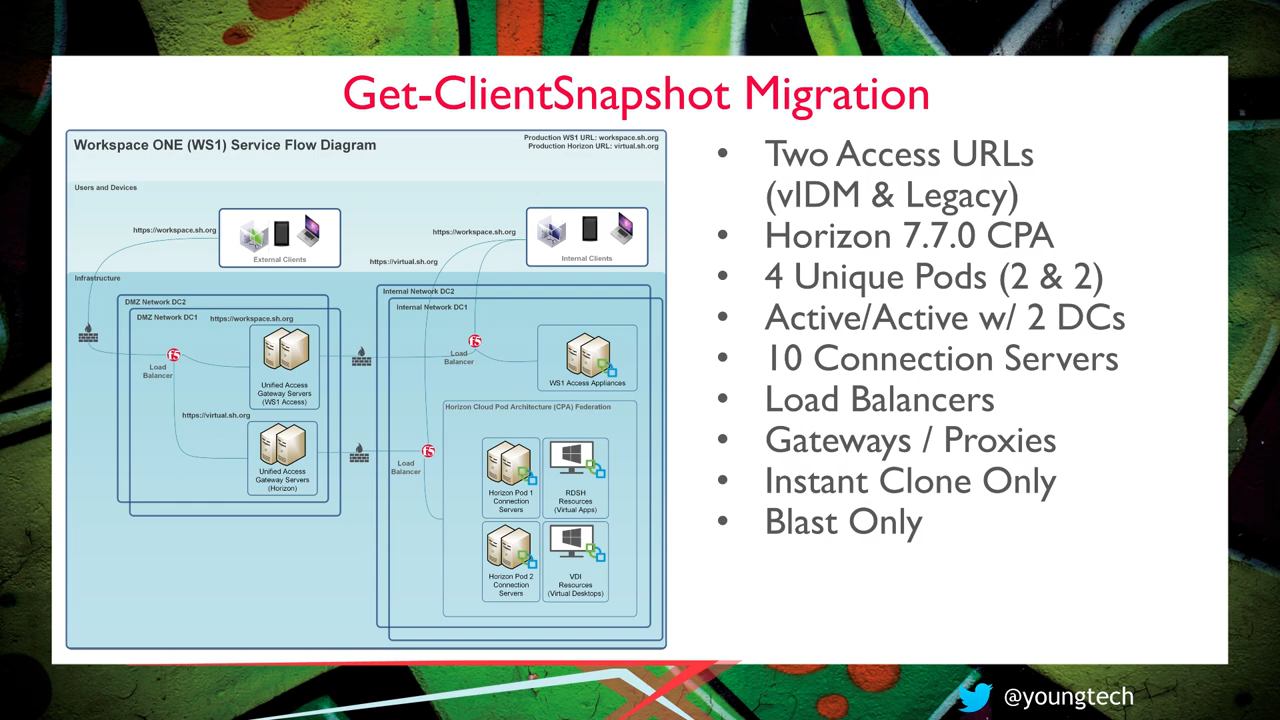 Get-ClientSnapshot Migration
Workspace ONE (WS1) Service Flow Diagram
Production WS1 URL: workspace.sh.org
Production Horizon URL: virtual.sh.org
Users and Devices
https://workspace.sh.org
External Clients
https://workspace.sh.org
https://virtual.sh.org
Internal Clients
Infrastructure
DMZ Network DC2
DMZ Network DC1
https://workspace.sh.org
f5
Load
Balancer
Unified Access
Gateway Servers
(WS1 Access)
https://virtual.sh.org
Unified Access
Gateway Servers
(Horizon)
Internal Network DC2
Internal Network DC1
f5
Load
Balancer
WS1 Access Appliances
Horizon Cloud Pod Architecture (CPA) Federation
f5
Load
Balancer
Horizon Pod 1
Connection
Servers
RDSH
Resources
(Virtual Apps)
Horizon Pod 2
Connection
Servers
VDI
Resources
(Virtual Desktops)
• Two Access URLs
(vIDM & Legacy)
• Horizon 7.7.0 CPA
• 4 Unique Pods (2 & 2)
• Active/Active w/ 2 DCs
• 10 Connection Servers
• Load Balancers
• Gateways / Proxies
• Instant Clone Only
• Blast Only
@youngtech